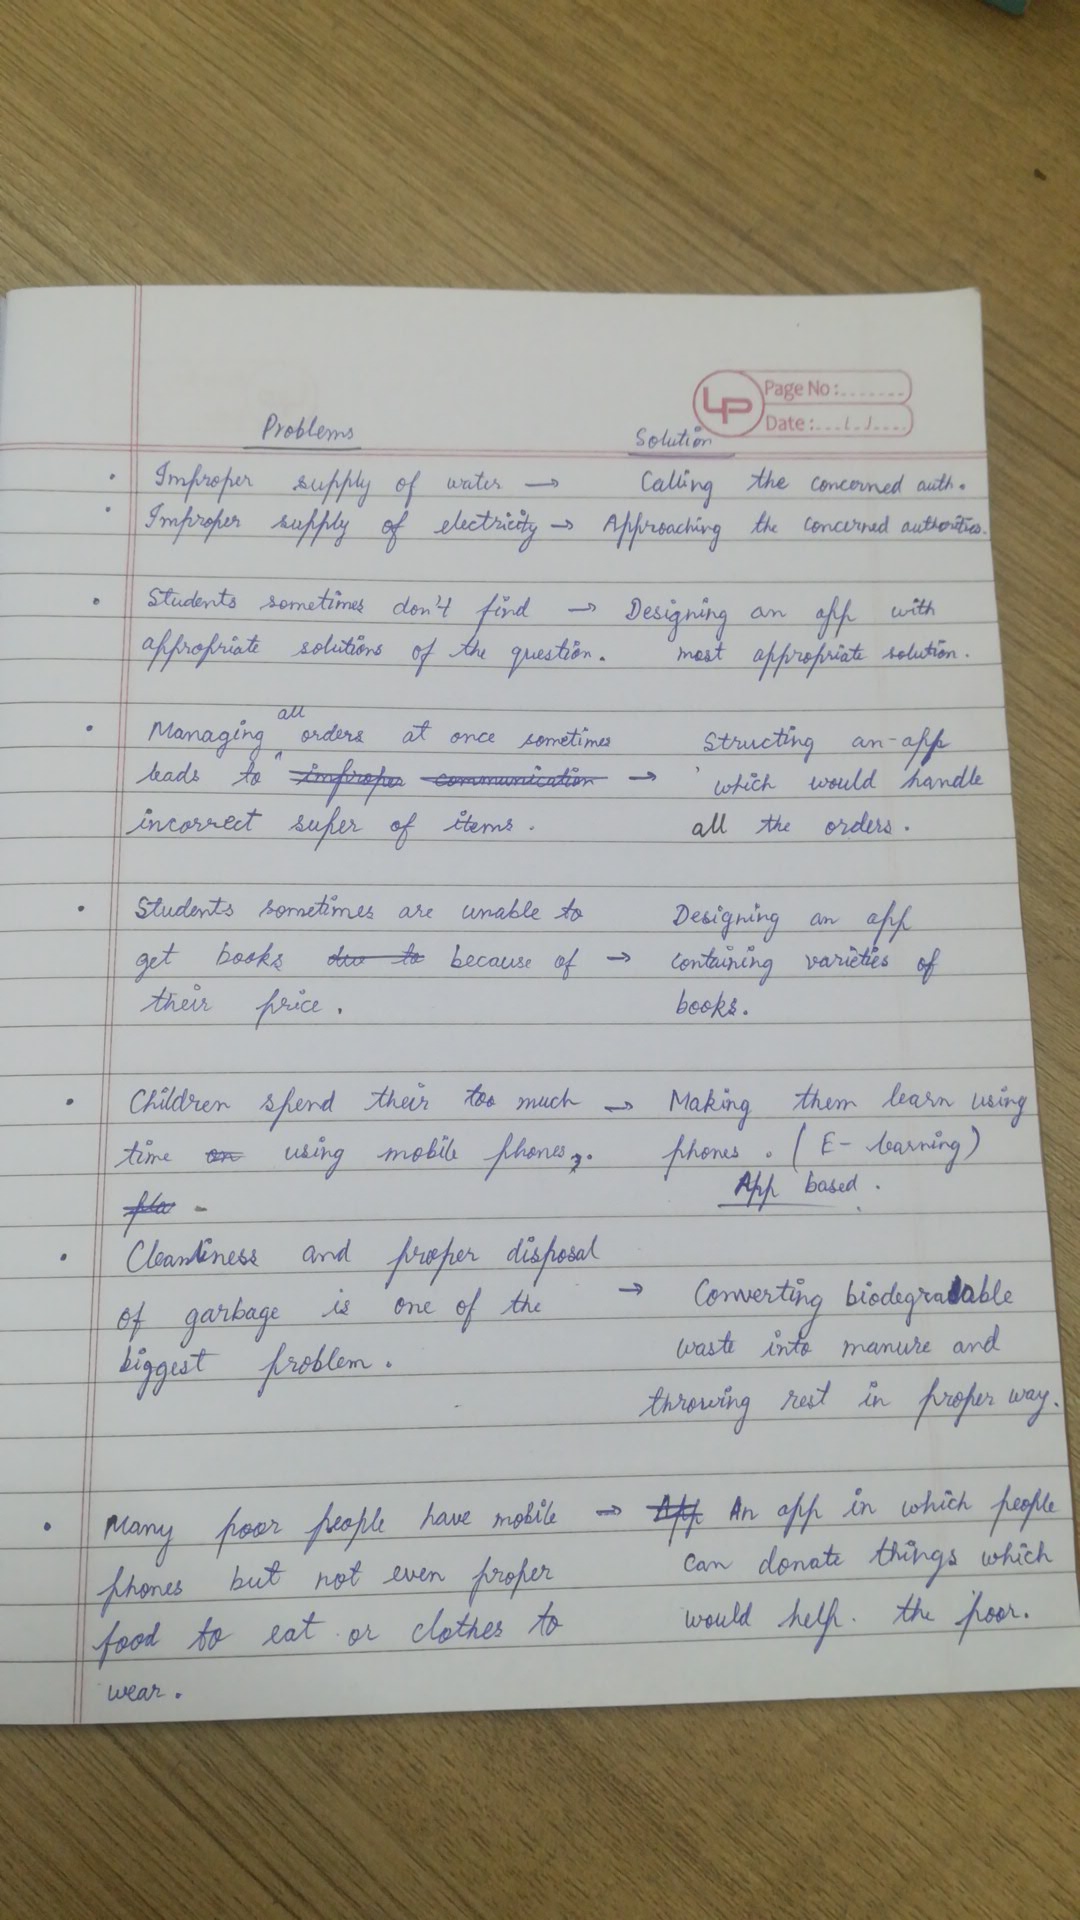 LP
Page No :.......
Date :.../.../....
Problems Solution
• Improper supply of water → Calling the concerned auth.
• Improper supply of electricity → Approaching the concerned authorities.
• Students sometimes don't find → Designing an app with
appropriate solutions of the question. most appropriate solution.
all
• Managing ^ orders at once sometimes Structing an-app
leads to improper communication → which would handle
incorrect super of items. all the orders.
• Students sometimes are unable to Designing an app
get books due to because of → containing varieties of
their price. books.
• Children spend their too much → Making them learn using
time on using mobile phones. phones. (E-learning)
pla - App based.
• Cleanliness and proper disposal
of garbage is one of the → Converting biodegradable
biggest problem. waste into manure and
throwing rest in proper way.
• Many poor people have mobile → App An app in which people
phones but not even proper can donate things which
food to eat or clothes to would help. the poor.
wear.